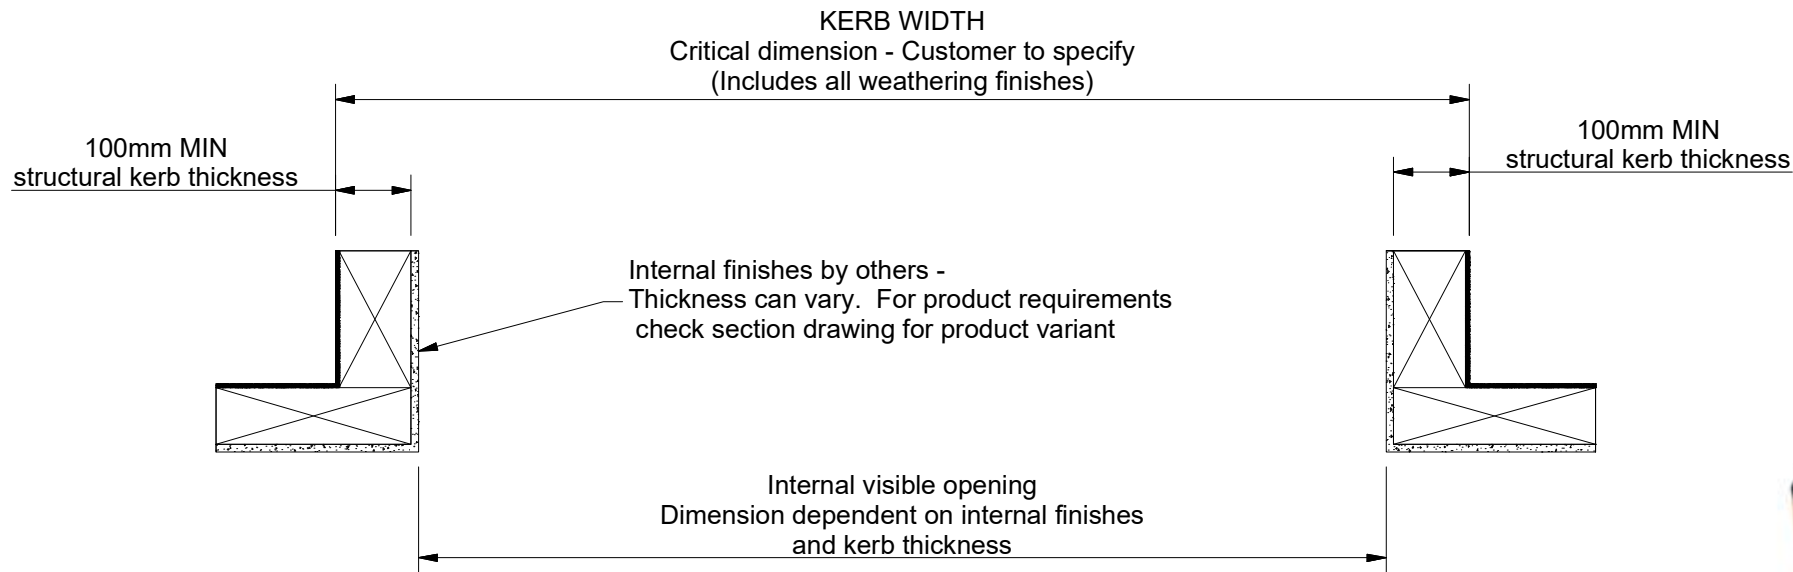 KERB WIDTH
Critical dimension - Customer to specify
(Includes all weathering finishes)
100mm MIN
structural kerb thickness
100mm MIN
structural kerb thickness
Internal finishes by others -
Thickness can vary.  For product requirements
check section drawing for product variant
Internal visible opening
Dimension dependent on internal finishes
and kerb thickness